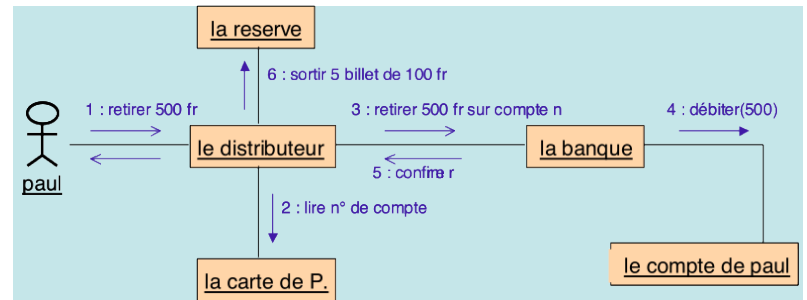 la reserve
6 : sortir 5 billet de 100 fr
1 : retirer 500 fr
3 : retirer 500 fr sur compte n
4 : débiter(500)
le distributeur
la banque
5 : confirmer
paul
2 : lire n° de compte
le compte de paul
la carte de P.